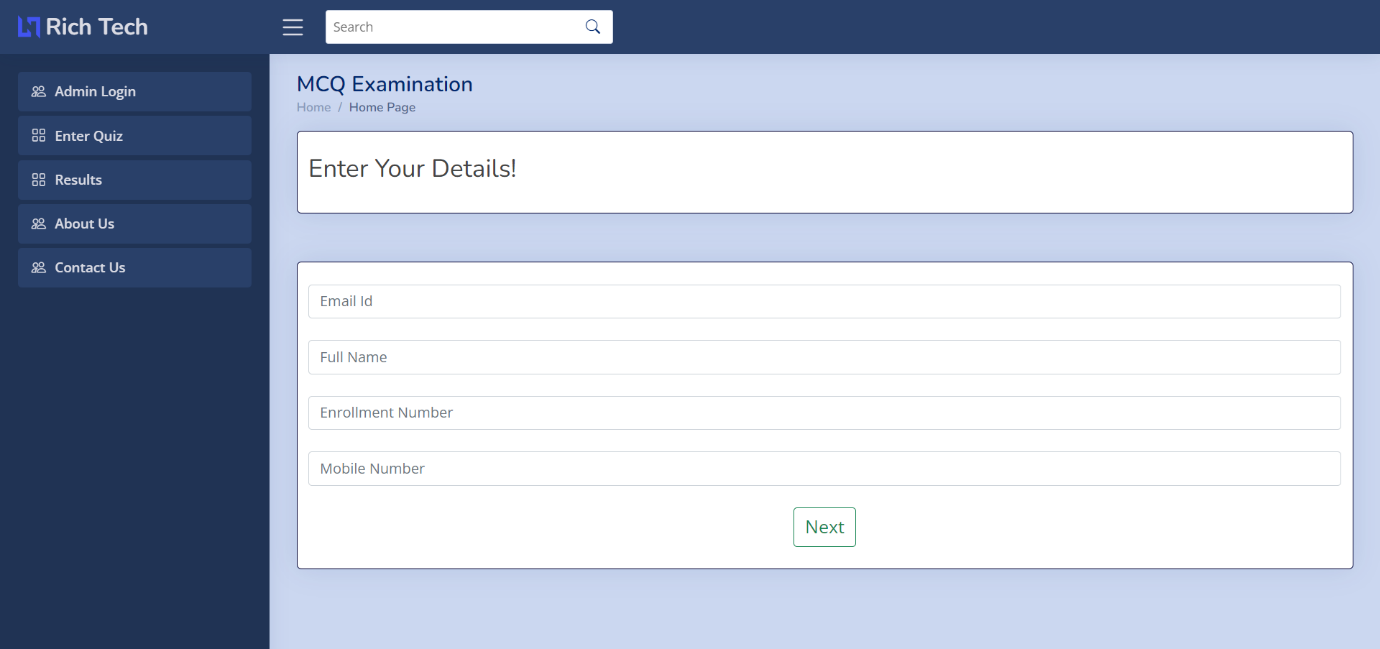 Rich Tech
Search
Admin Login
Enter Quiz
Results
About Us
Contact Us
MCQ Examination
Home / Home Page
Enter Your Details!
Email Id
Full Name
Enrollment Number
Mobile Number
Next